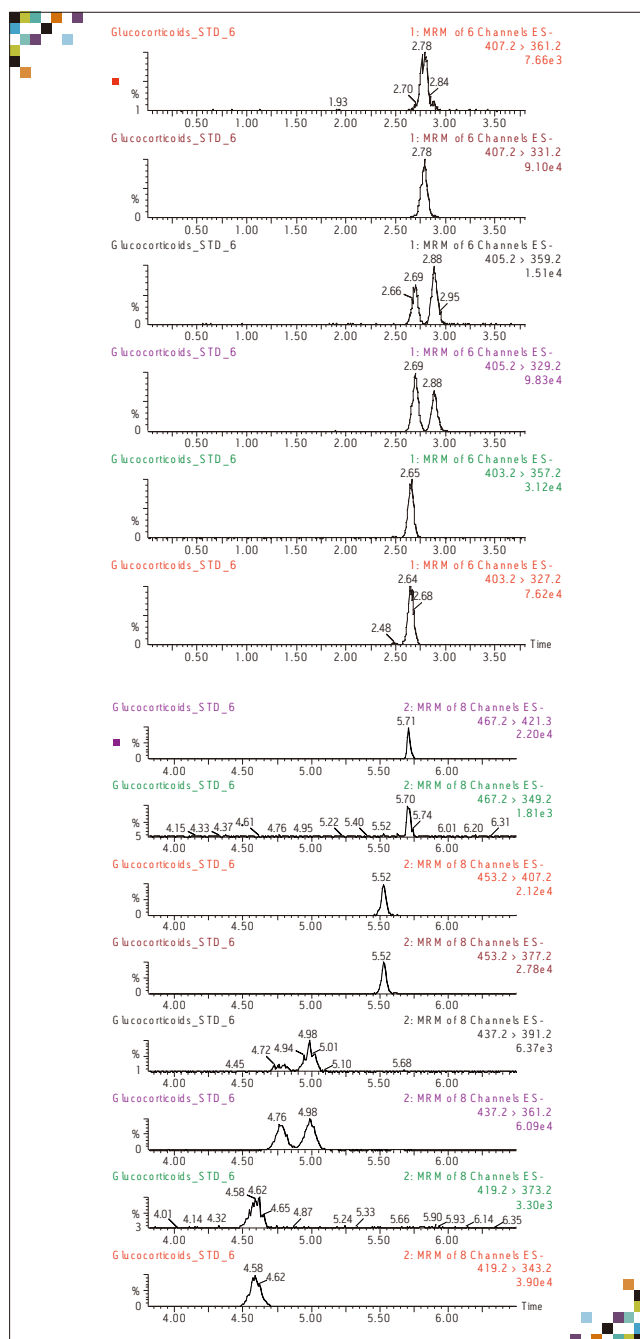 Glucocorticoids_STD_6 1: MRM of 6 Channels ES-
407.2 > 361.2
7.66e3
2.78
2.70
2.84
1.93
%
1
0.50 1.00 1.50 2.00 2.50 3.00 3.50
Glucocorticoids_STD_6 1: MRM of 6 Channels ES-
407.2 > 331.2
9.10e4
2.78
%
0
0.50 1.00 1.50 2.00 2.50 3.00 3.50
Glucocorticoids_STD_6 1: MRM of 6 Channels ES-
405.2 > 359.2
1.51e4
2.88
2.69
2.66
2.95
%
0
0.50 1.00 1.50 2.00 2.50 3.00 3.50
Glucocorticoids_STD_6 1: MRM of 6 Channels ES-
405.2 > 329.2
9.83e4
2.69
2.88
%
0
0.50 1.00 1.50 2.00 2.50 3.00 3.50
Glucocorticoids_STD_6 1: MRM of 6 Channels ES-
403.2 > 357.2
3.12e4
2.65
%
0
0.50 1.00 1.50 2.00 2.50 3.00 3.50
Glucocorticoids_STD_6 1: MRM of 6 Channels ES-
403.2 > 327.2
7.62e4
2.64
2.68
2.48
%
0 Time
0.50 1.00 1.50 2.00 2.50 3.00 3.50
Glucocorticoids_STD_6 2: MRM of 8 Channels ES-
467.2 > 421.3
2.20e4
5.71
%
0
4.00 4.50 5.00 5.50 6.00
Glucocorticoids_STD_6 2: MRM of 8 Channels ES-
467.2 > 349.2
1.81e3
5.70
5.74
4.15 4.33 4.37 4.61 4.76 4.95 5.22 5.40 5.52 6.01 6.20 6.31
%
5
4.00 4.50 5.00 5.50 6.00
Glucocorticoids_STD_6 2: MRM of 8 Channels ES-
453.2 > 407.2
2.12e4
5.52
%
0
4.00 4.50 5.00 5.50 6.00
Glucocorticoids_STD_6 2: MRM of 8 Channels ES-
453.2 > 377.2
2.78e4
5.52
%
0
4.00 4.50 5.00 5.50 6.00
Glucocorticoids_STD_6 2: MRM of 8 Channels ES-
437.2 > 391.2
6.37e3
4.98
4.72 4.94 5.01
4.45 5.10 5.68
%
1
4.00 4.50 5.00 5.50 6.00
Glucocorticoids_STD_6 2: MRM of 8 Channels ES-
437.2 > 361.2
6.09e4
4.76 4.98
%
0
4.00 4.50 5.00 5.50 6.00
Glucocorticoids_STD_6 2: MRM of 8 Channels ES-
419.2 > 373.2
3.30e3
4.58 4.62
4.65
4.01 4.14 4.32 4.87 5.24 5.33 5.66 5.90 5.93 6.14 6.35
%
3
4.00 4.50 5.00 5.50 6.00
Glucocorticoids_STD_6 2: MRM of 8 Channels ES-
419.2 > 343.2
3.90e4
4.58
4.62
%
0 Time
4.00 4.50 5.00 5.50 6.00